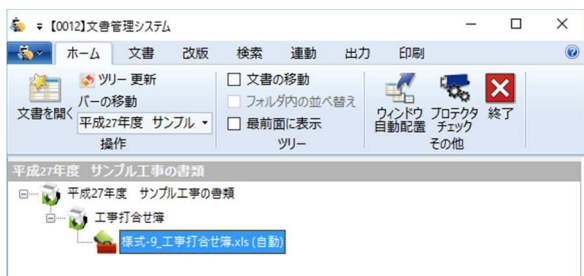 【0012】文書管理システム
ホーム 文書 改版 検索 連動 出力 印刷
文書を開く
ツリー 更新
バーの移動
平成27年度 サンプル
操作
文書の移動
フォルダ内の並べ替え
最前面に表示
ツリー
ウィンドウ
自動配置
プロテクタ
チェック
終了
その他
平成27年度 サンプル工事の書類
平成27年度 サンプル工事の書類
工事打合せ簿
様式-9_工事打合せ簿.xls (自動)